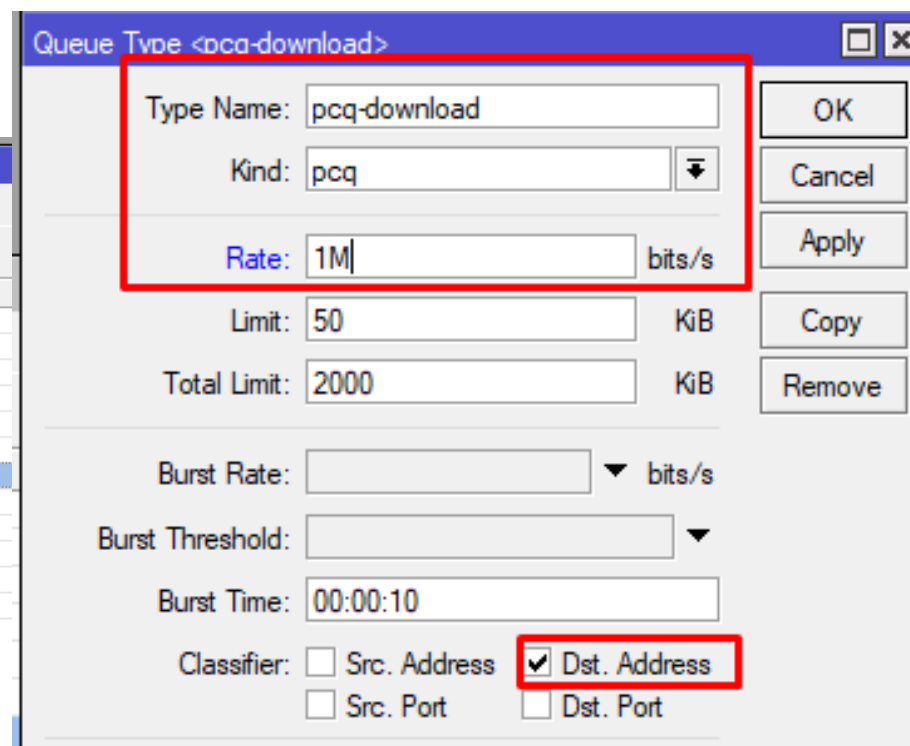 Queue Type <pcq-download>
Type Name: pcq-download
OK
Kind: pcq
Cancel
Rate: 1M bits/s
Apply
Limit: 50 KiB
Copy
Total Limit: 2000 KiB
Remove
Burst Rate: bits/s
Burst Threshold:
Burst Time: 00:00:10
Classifier: Src. Address Dst. Address
Src. Port Dst. Port